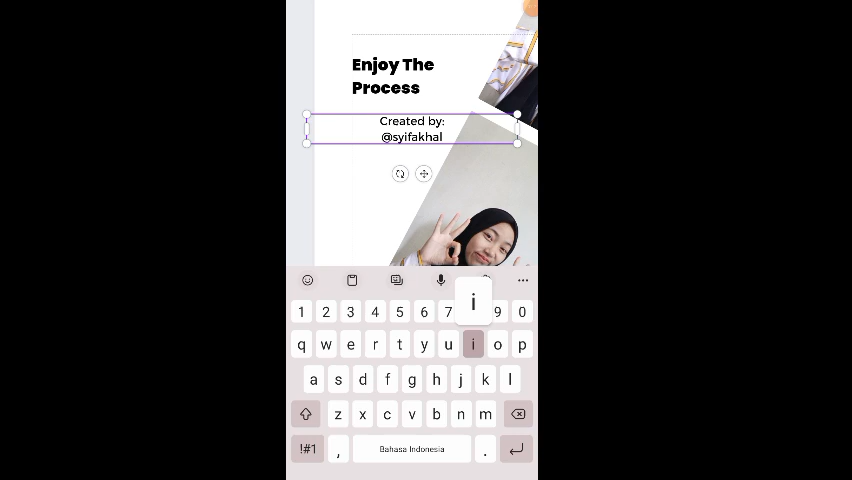 Enjoy The
Process
Created by:
@syifakhal
i
1 2 3 4 5 6 7 9 0
q w e r t y u i o p
a s d f g h j k l
z x c v b n m
!#1 , Bahasa Indonesia .